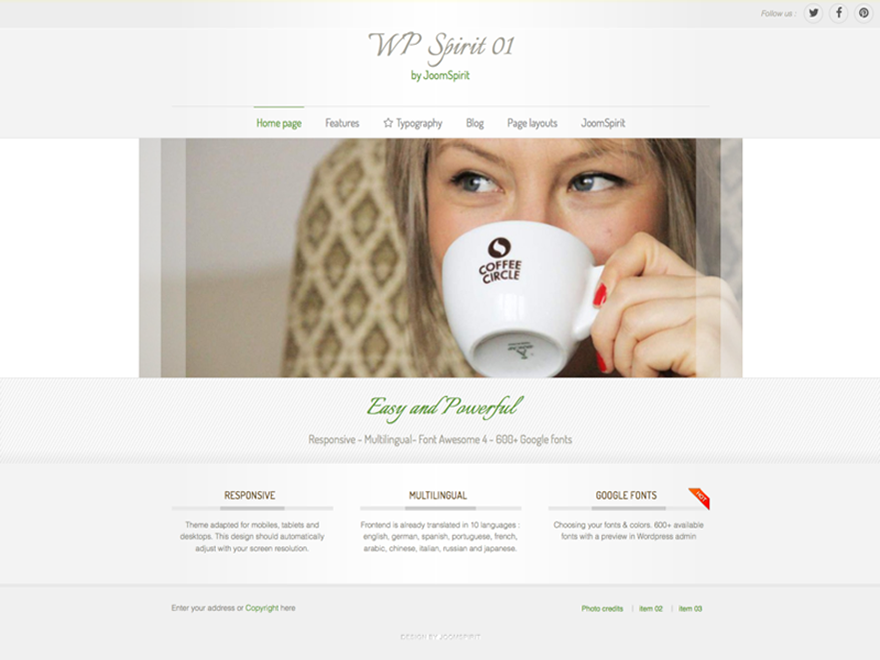 Follow us :
WP Spirit 01
by JoomSpirit
Home page Features Typography Blog Page layouts JoomSpirit
COFFEE
CIRCLE
Easy and Powerful
Responsive - Multilingual- Font Awesome 4 - 600+ Google fonts
RESPONSIVE
Theme adapted for mobiles, tablets and
desktops. This design should automatically
adjust with your screen resolution.
MULTILINGUAL
Frontend is already translated in 10 languages :
english, german, spanish, portuguese, french,
arabic, chinese, italian, russian and japanese.
GOOGLE FONTS
HOT
Choosing your fonts & colors. 600+ available
fonts with a preview in Wordpress admin
Enter your address or Copyright here
Photo credits | item 02 | item 03
DESIGN BY JOOMSPIRIT